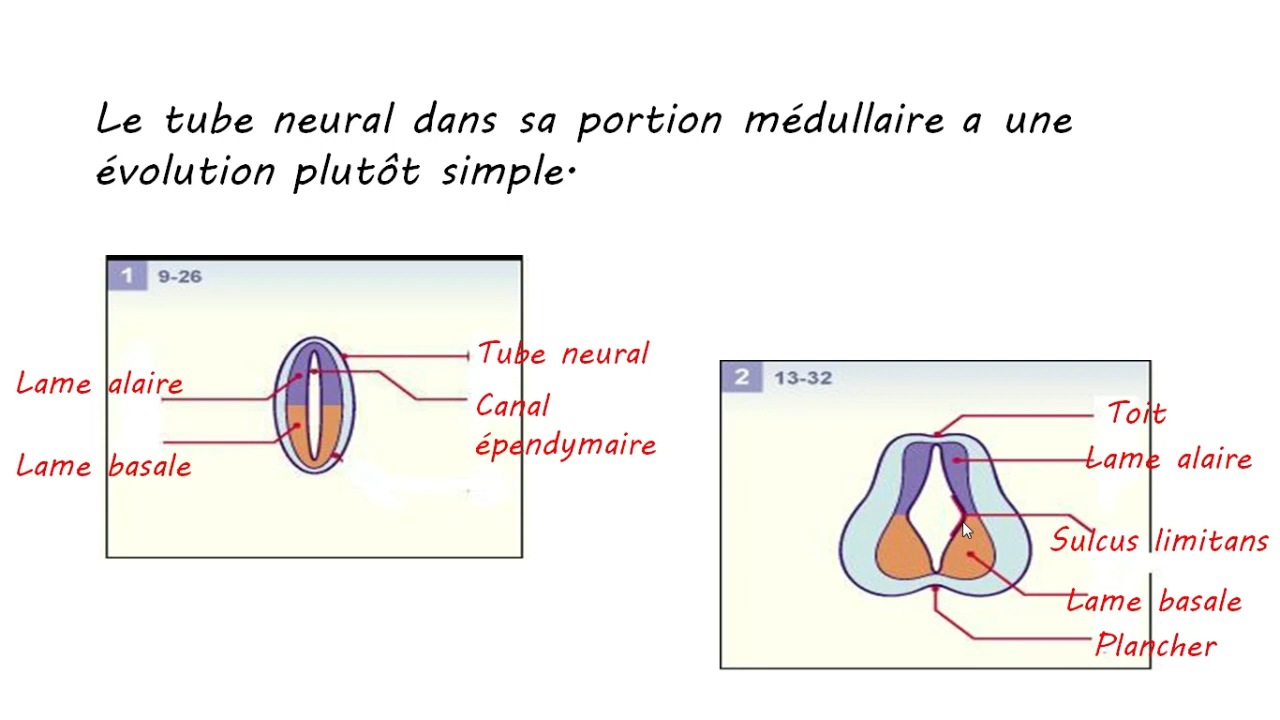 Le tube neural dans sa portion médullaire a une
évolution plutôt simple.
1 9-26
Tube neural
Lame alaire
Canal
épendymaire
Lame basale
2 13-32
Toit
Lame alaire
Sulcus limitans
Lame basale
Plancher